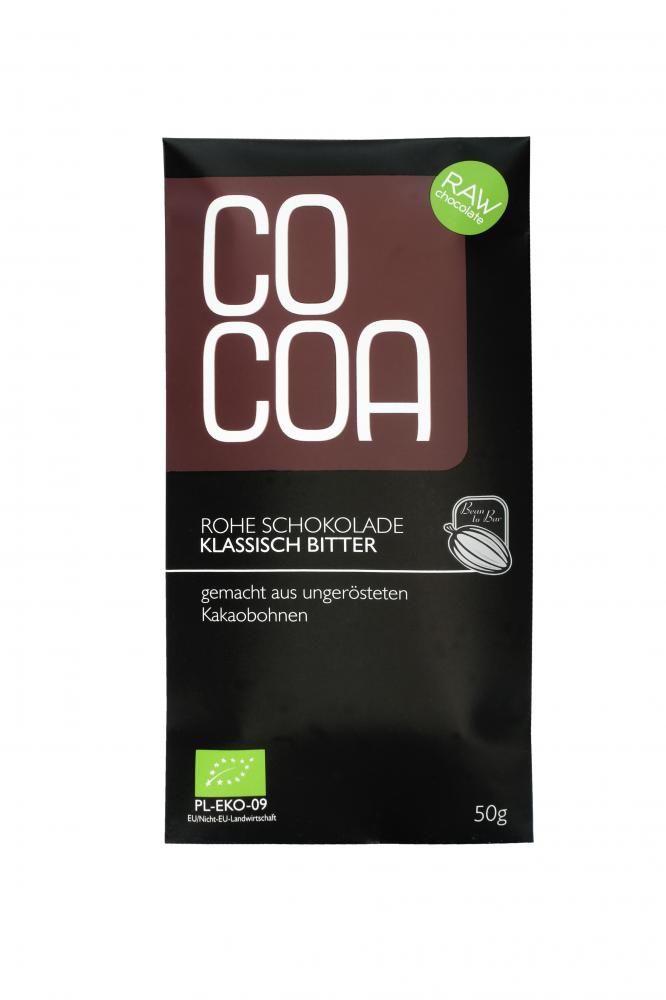 RAW
chocolate
CO
COA
Bean
to Bar
ROHE SCHOKOLADE
KLASSISCH BITTER
gemacht aus ungerösteten
Kakaobohnen
PL-EKO-09
EU/Nicht-EU-Landwirtschaft
50g